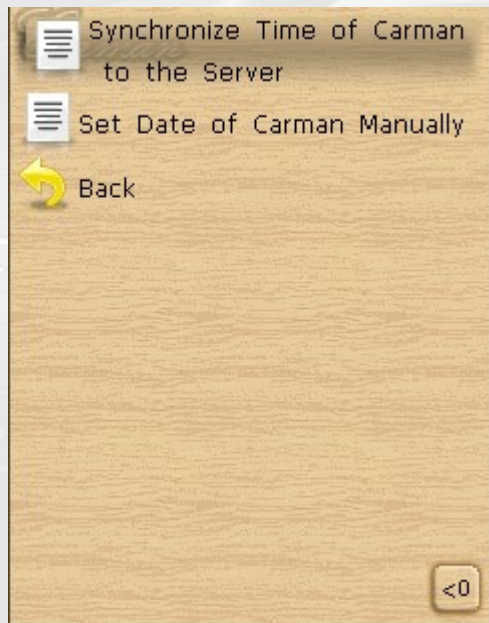 Synchronize Time of Carman
to the Server
Set Date of Carman Manually
Back
<0